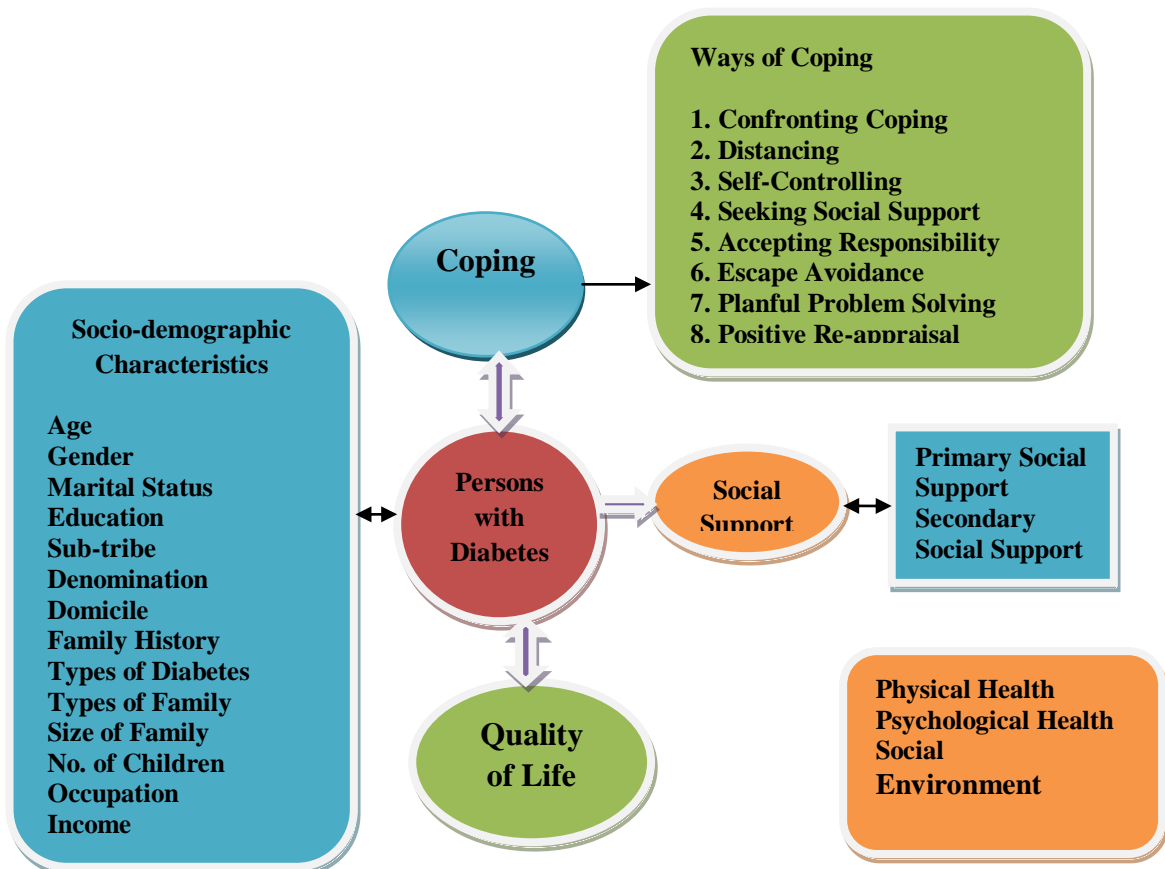 Ways of Coping
1. Confronting Coping
2. Distancing
3. Self-Controlling
4. Seeking Social Support
5. Accepting Responsibility
6. Escape Avoidance
7. Planful Problem Solving
8. Positive Re-appraisal
Coping
Socio-demographic
Characteristics
Age
Gender
Marital Status
Education
Sub-tribe
Denomination
Domicile
Family History
Types of Diabetes
Types of Family
Size of Family
No. of Children
Occupation
Income
Persons
with
Diabetes
Social
Support
Primary Social
Support
Secondary
Social Support
Quality
of Life
Physical Health
Psychological Health
Social
Environment